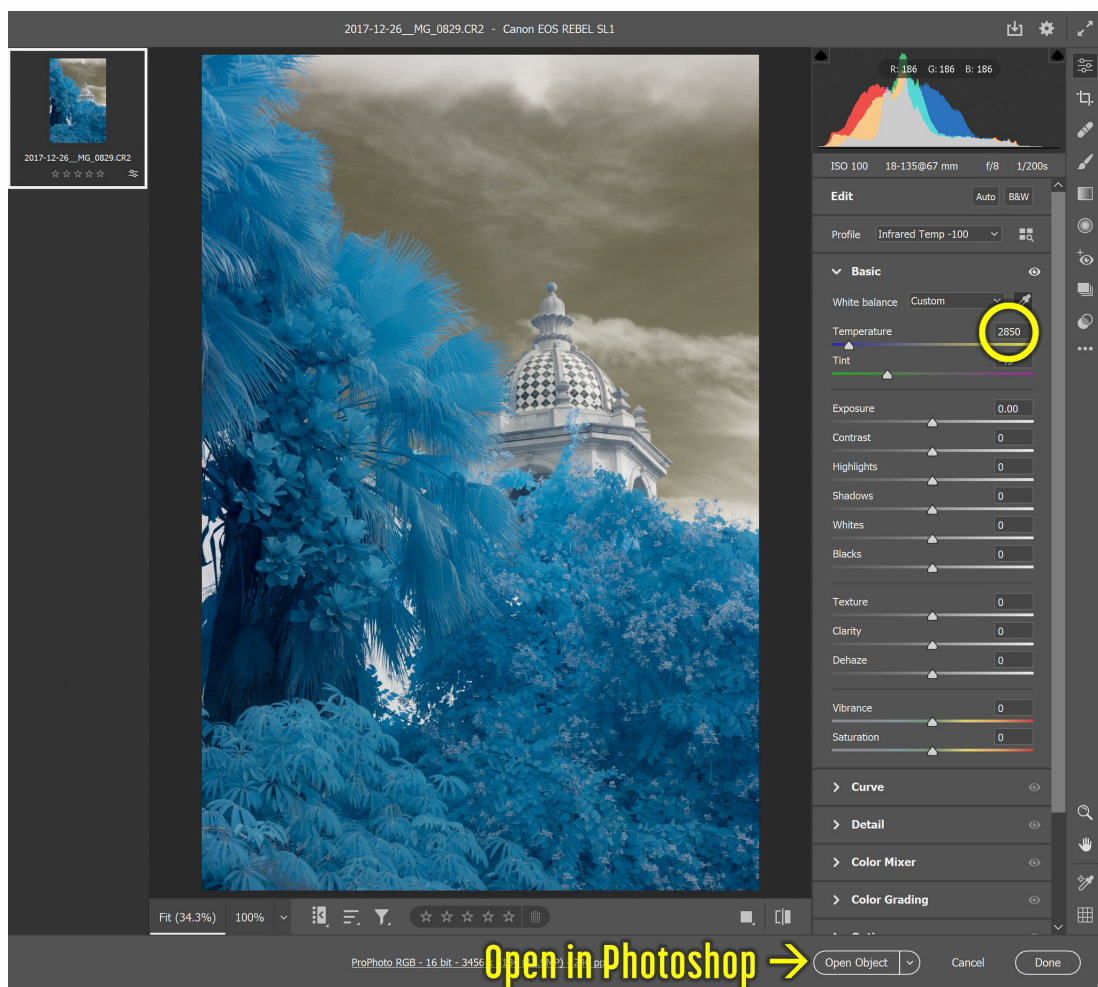 2017-12-26__MG_0829.CR2 - Canon EOS REBEL SL1
2017-12-26__MG_0829.CR2
R: 186 G: 186 B: 186
ISO 100 18-135@67 mm f/8 1/200s
Edit Auto B&W
Profile Infrared Temp -100
Basic
White balance Custom
Temperature 2850
Tint
Exposure 0.00
Contrast 0
Highlights 0
Shadows 0
Whites 0
Blacks 0
Texture 0
Clarity 0
Dehaze 0
Vibrance 0
Saturation 0
Curve
Detail
Color Mixer
Color Grading
Fit (34.3%) 100%
ProPhoto RGB - 16 bit - 3456
Open in Photoshop → Open Object Cancel Done